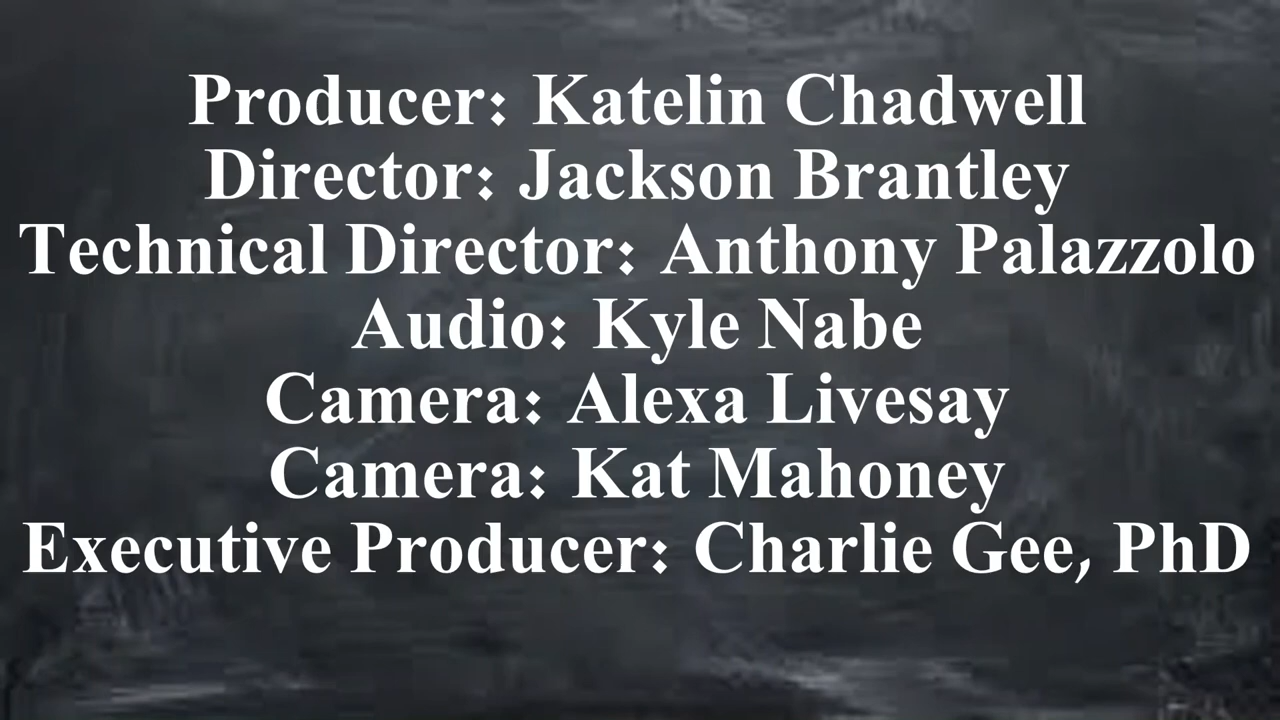 Producer: Katelin Chadwell
Director: Jackson Brantley
Technical Director: Anthony Palazzolo
Audio: Kyle Nabe
Camera: Alexa Livesay
Camera: Kat Mahoney
Executive Producer: Charlie Gee, PhD